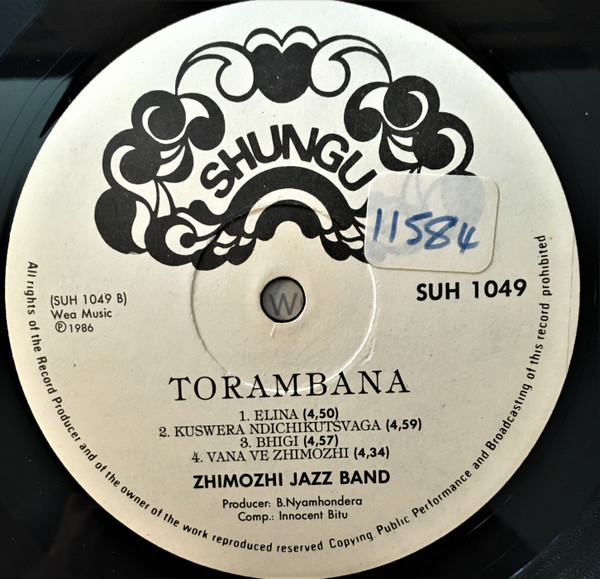 SHUNGU
11584
SUH 1049
(SUH 1049 B)
Wea Music
℗ 1986
W
TORAMBANA
1. ELINA (4,50)
2. KUSWERA NDICHIKUTSVAGA (4,59)
3. BHIGI (4,57)
4. VANA VE ZHIMOZHI (4,34)
ZHIMOZHI JAZZ BAND
Producer: B.Nyamhondera
Comp.: Innocent Bitu
All rights of the Record Producer and of the owner of the work reproduced reserved Copying, Public Performance and Broadcasting of this record prohibited